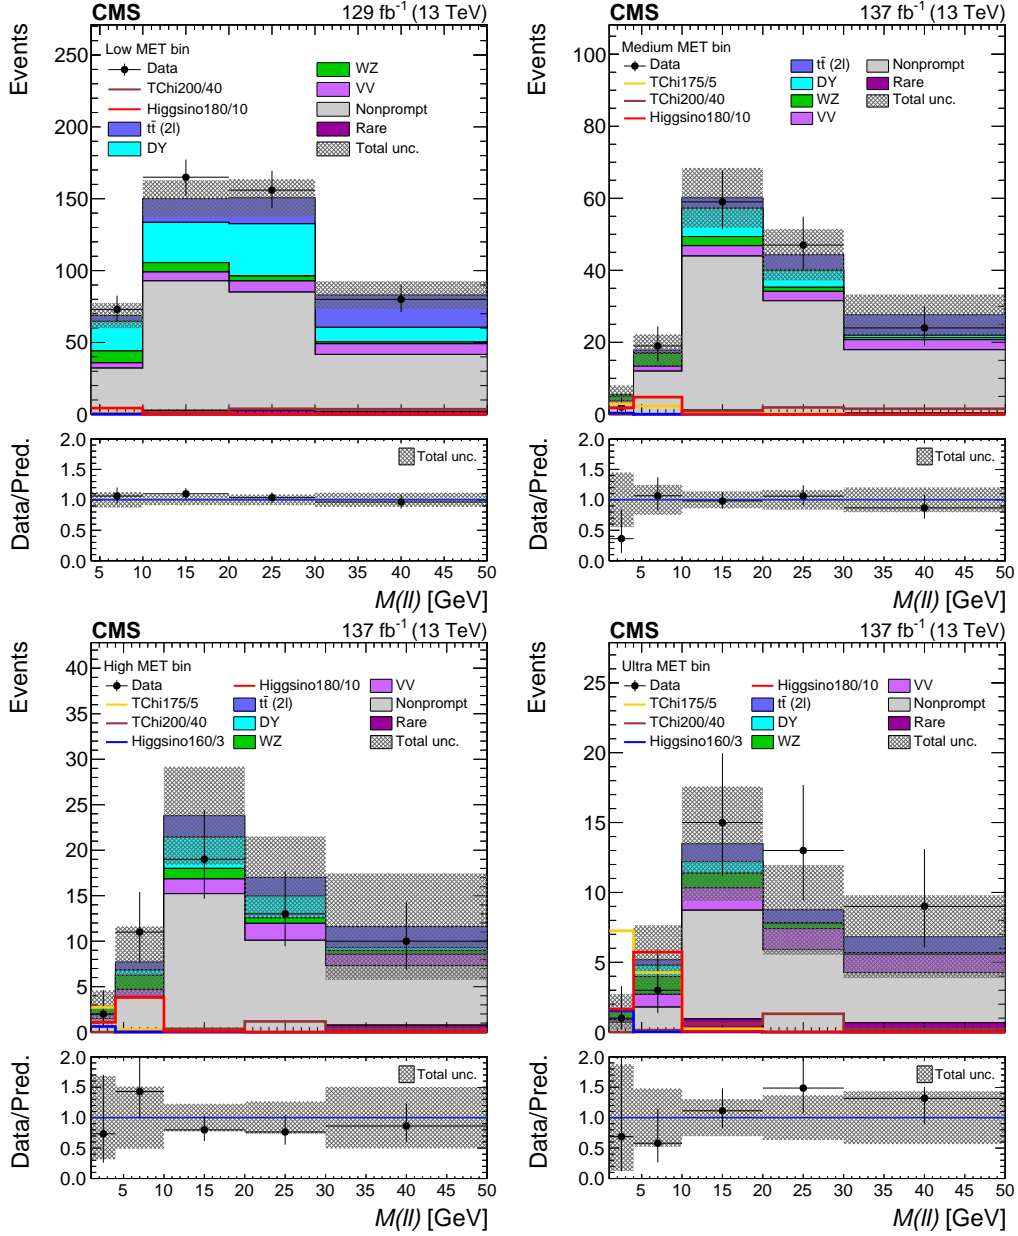 CMS 129 fb⁻¹ (13 TeV)
Events
Low MET bin
Data
TChi200/40
Higgsino180/10
tt̄ (2l)
DY
WZ
VV
Nonprompt
Rare
Total unc.
250
200
150
100
50
0
Data/Pred.
Total unc.
2.0
1.5
1.0
0.5
0.0
5 10 15 20 25 30 35 40 45 50
M(ll) [GeV]
CMS 137 fb⁻¹ (13 TeV)
Events
Medium MET bin
Data
TChi175/5
TChi200/40
Higgsino180/10
tt̄ (2l)
DY
WZ
VV
Nonprompt
Rare
Total unc.
100
80
60
40
20
0
Data/Pred.
Total unc.
2.0
1.5
1.0
0.5
0.0
5 10 15 20 25 30 35 40 45 50
M(ll) [GeV]
CMS 137 fb⁻¹ (13 TeV)
Events
High MET bin
Data
TChi175/5
TChi200/40
Higgsino160/3
Higgsino180/10
tt̄ (2l)
DY
WZ
VV
Nonprompt
Rare
Total unc.
40
35
30
25
20
15
10
5
0
Data/Pred.
Total unc.
2.0
1.5
1.0
0.5
0.0
5 10 15 20 25 30 35 40 45 50
M(ll) [GeV]
CMS 137 fb⁻¹ (13 TeV)
Events
Ultra MET bin
Data
TChi175/5
TChi200/40
Higgsino160/3
Higgsino180/10
tt̄ (2l)
DY
WZ
VV
Nonprompt
Rare
Total unc.
25
20
15
10
5
0
Data/Pred.
Total unc.
2.0
1.5
1.0
0.5
0.0
5 10 15 20 25 30 35 40 45 50
M(ll) [GeV]